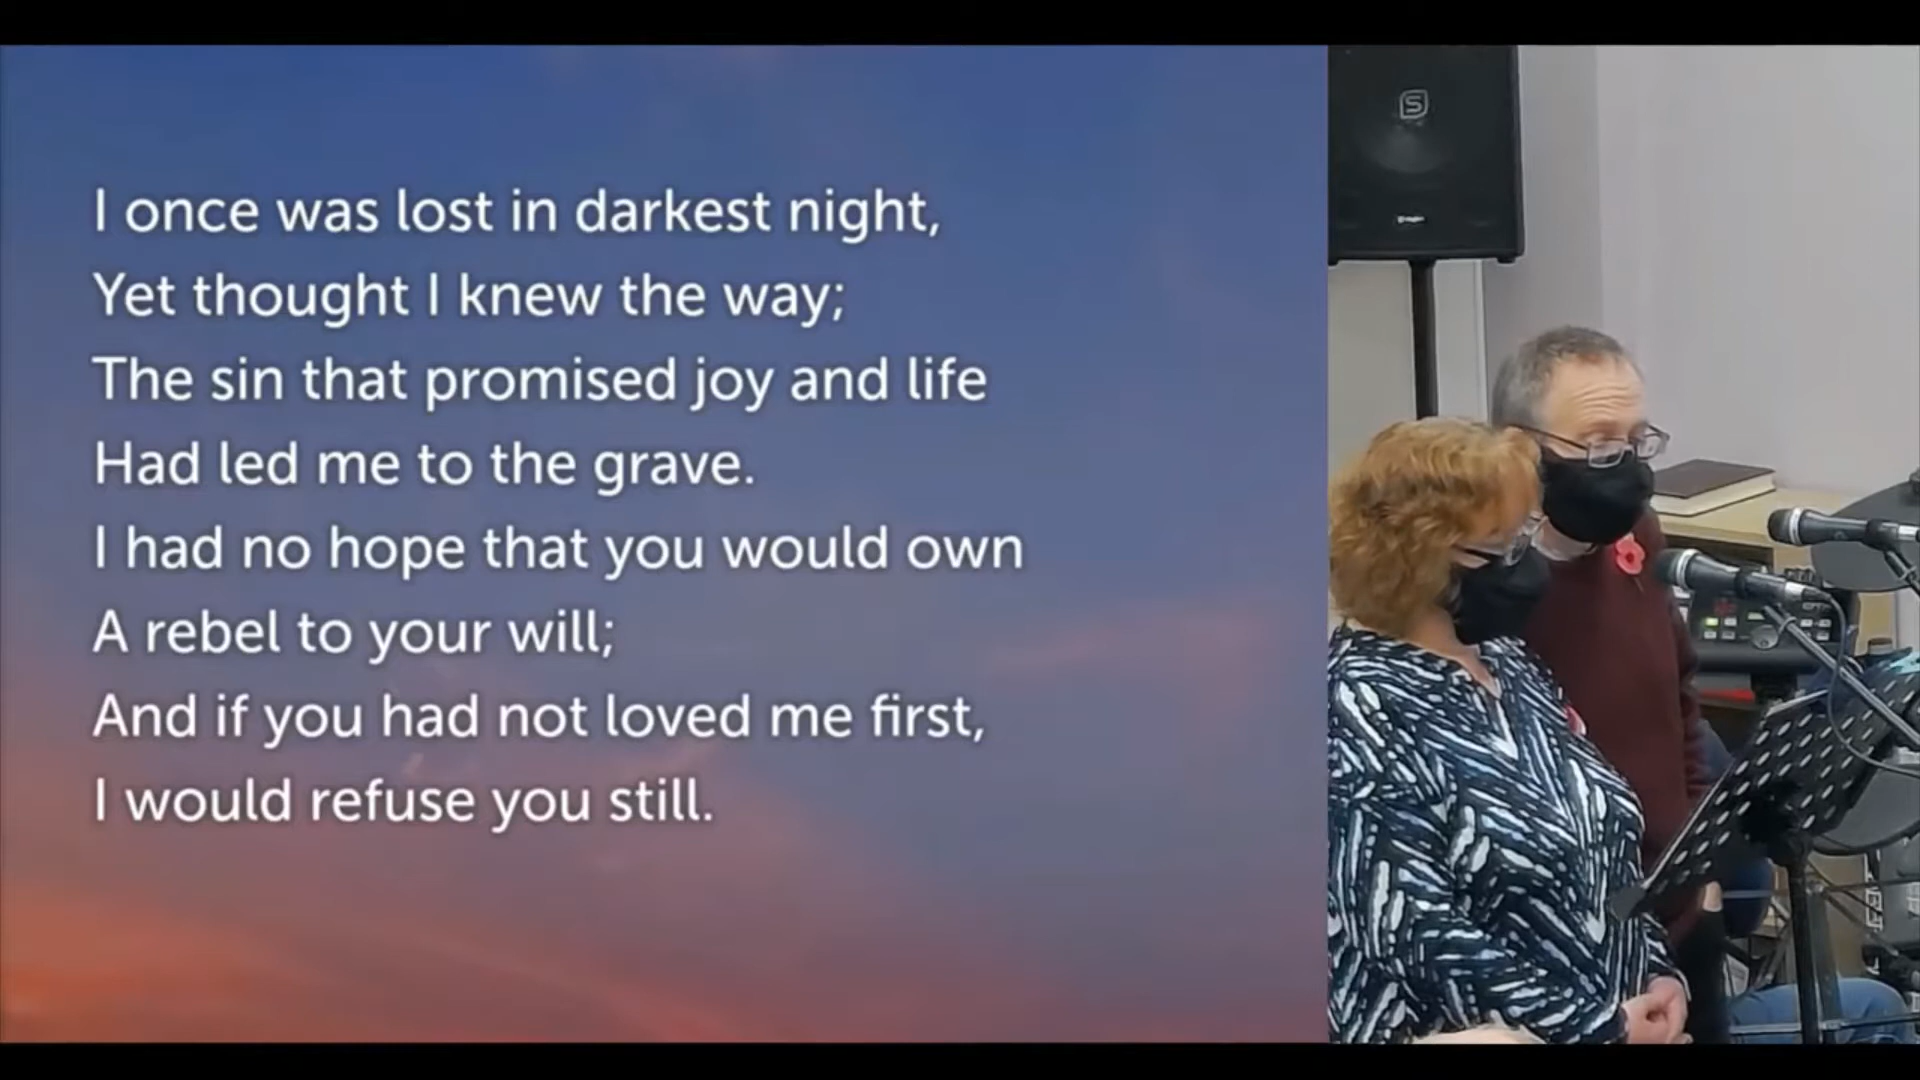 I once was lost in darkest night,
Yet thought I knew the way;
The sin that promised joy and life
Had led me to the grave.
I had no hope that you would own
A rebel to your will;
And if you had not loved me first,
I would refuse you still.